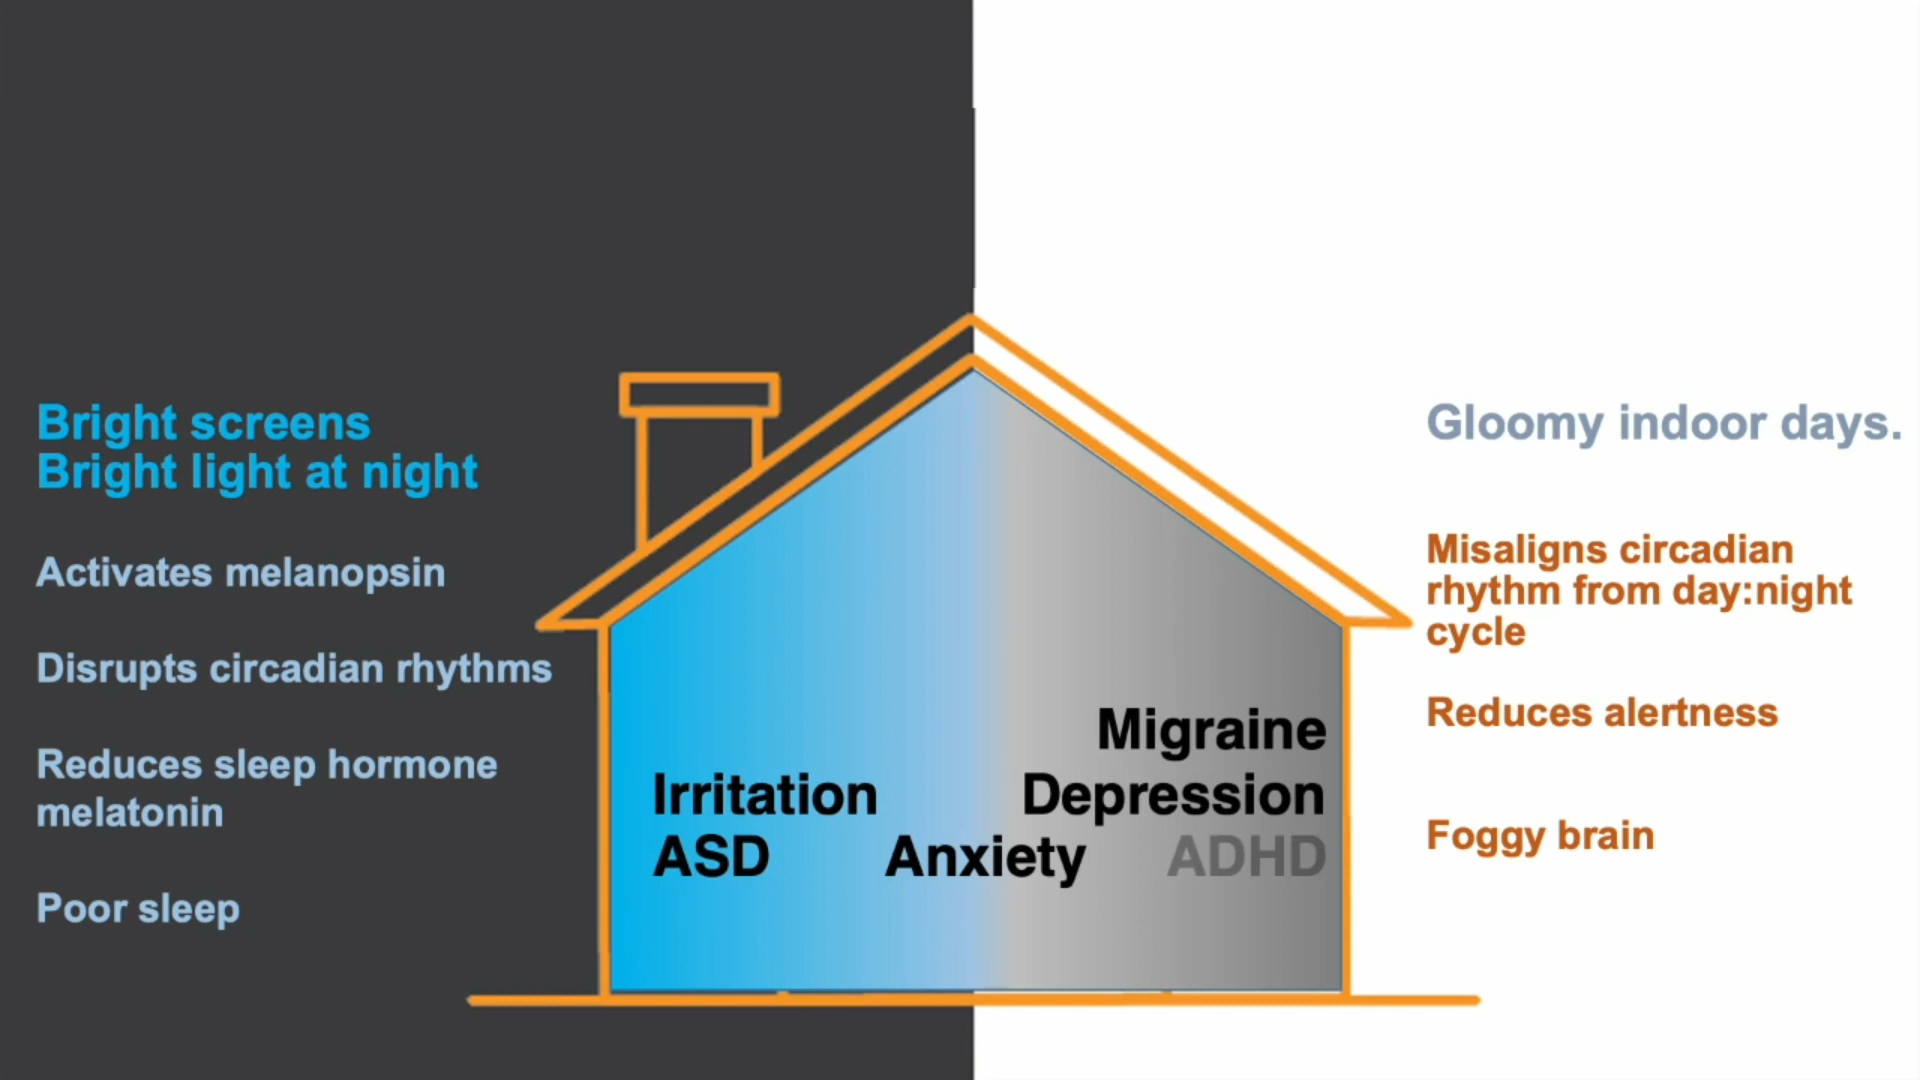 Bright screens
Bright light at night
Activates melanopsin
Disrupts circadian rhythms
Reduces sleep hormone
melatonin
Poor sleep
Migraine
Irritation
Depression
ASD
Anxiety
ADHD
Gloomy indoor days.
Misaligns circadian
rhythm from day:night
cycle
Reduces alertness
Foggy brain